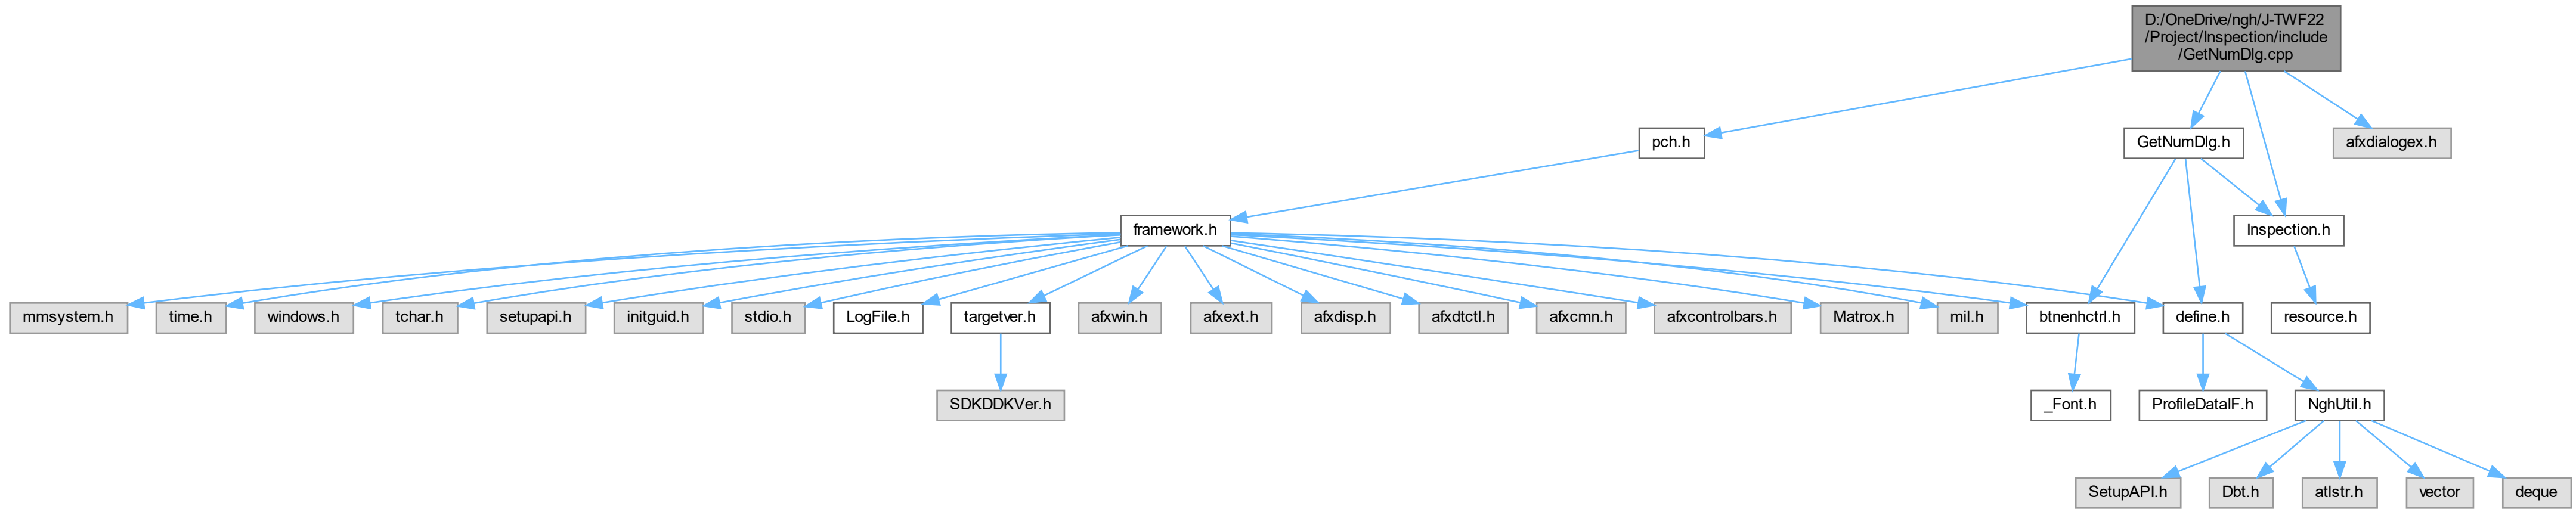 D:/OneDrive/ngh/J-TWF22
/Project/Inspection/include
/GetNumDlg.cpp
pch.h
GetNumDlg.h
afxdialogex.h
framework.h
Inspection.h
mmsystem.h
time.h
windows.h
tchar.h
setupapi.h
initguid.h
stdio.h
LogFile.h
targetver.h
afxwin.h
afxext.h
afxdisp.h
afxdtctl.h
afxcmn.h
afxcontrolbars.h
Matrox.h
mil.h
btnenhctrl.h
define.h
resource.h
SDKDDKVer.h
_Font.h
ProfileDataIF.h
NghUtil.h
SetupAPI.h
Dbt.h
atlstr.h
vector
deque